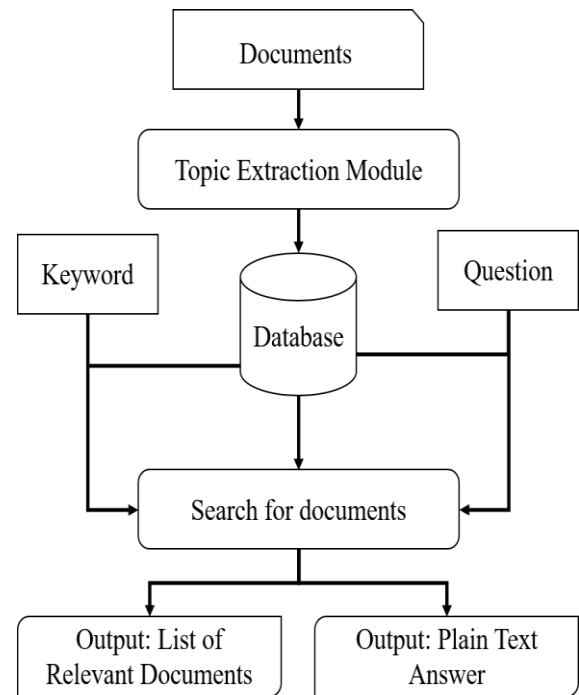 Documents
Topic Extraction Module
Keyword
Question
Database
Search for documents
Output: List of
Relevant Documents
Output: Plain Text
Answer